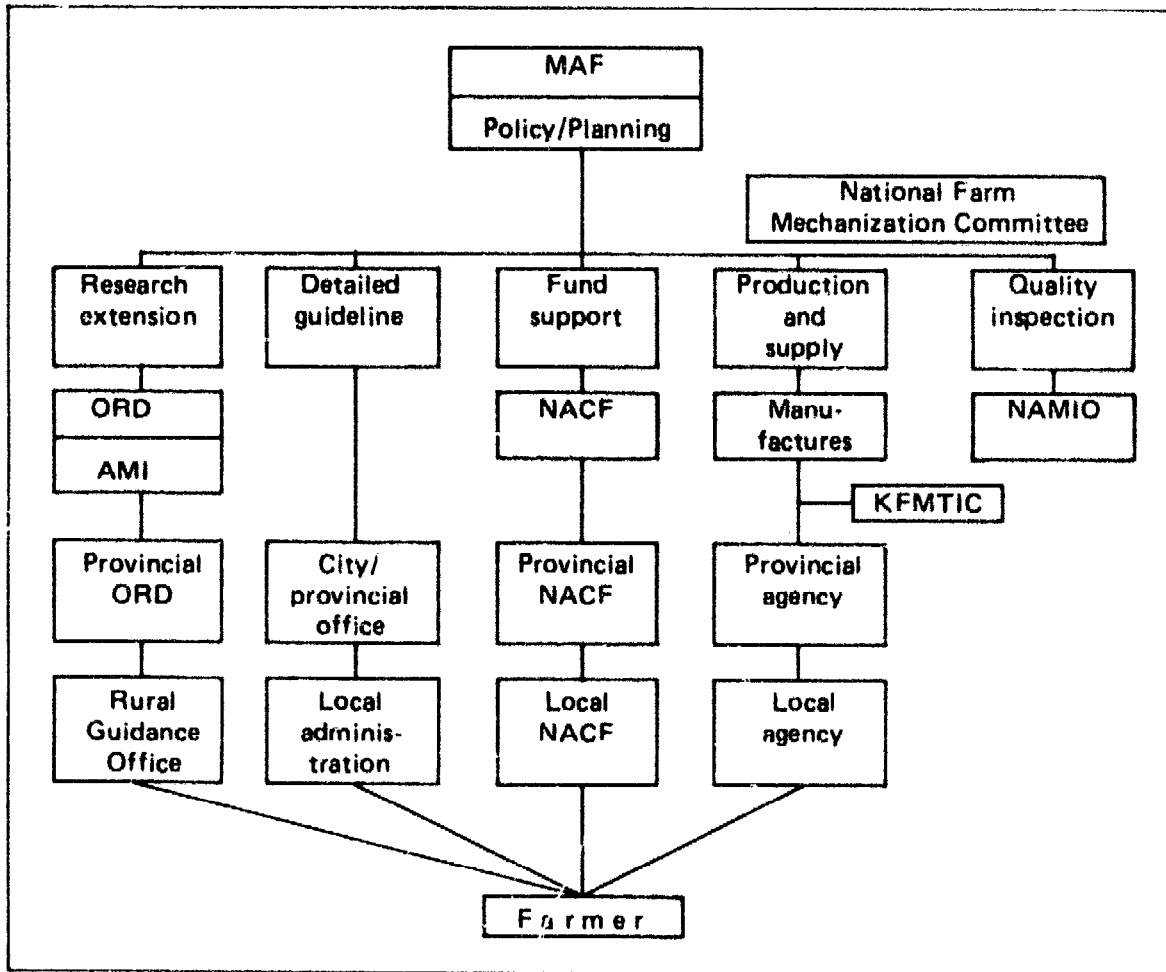 MAF
Policy/Planning
National Farm
Mechanization Committee
Research
extension
Detailed
guideline
Fund
support
Production
and
supply
Quality
inspection
ORD
AMI
NACF
Manu-
factures
NAMIO
KFMTIC
Provincial
ORD
City/
provincial
office
Provincial
NACF
Provincial
agency
Rural
Guidance
Office
Local
adminis-
tration
Local
NACF
Local
agency
Farmer